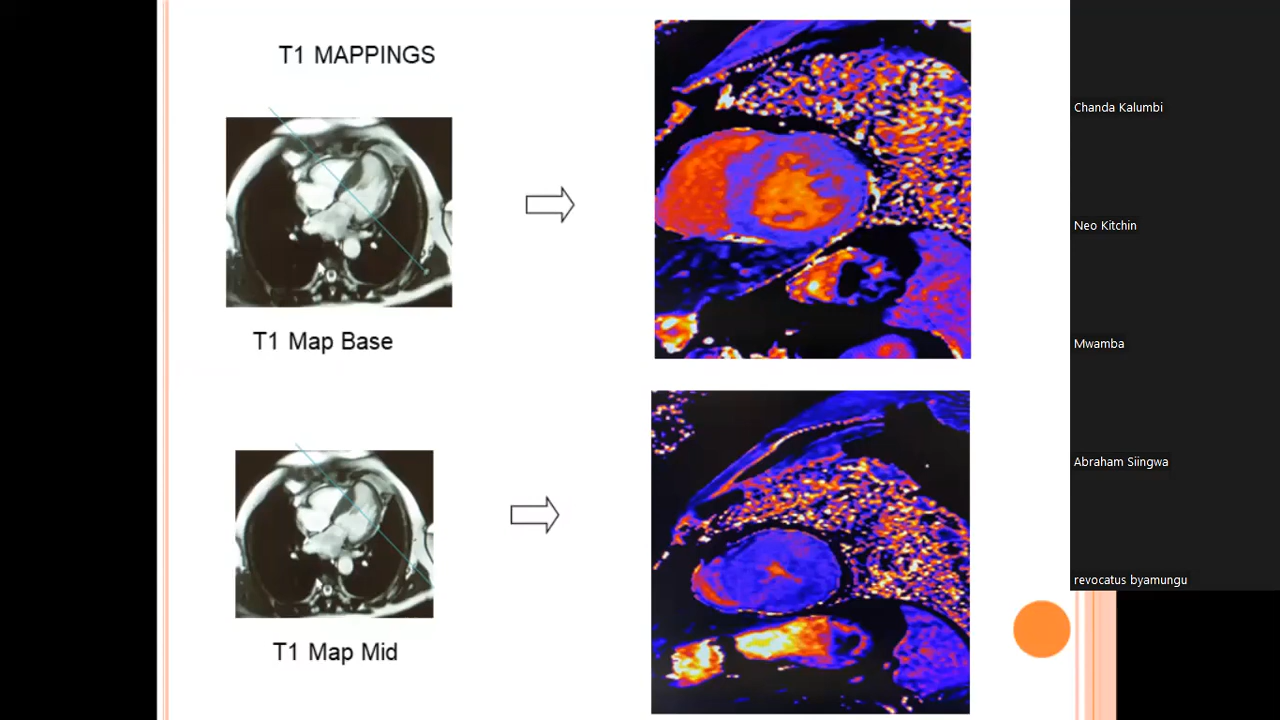 T1 MAPPINGS
T1 Map Base
T1 Map Mid
Chanda Kalumbi
Neo Kitchin
Mwamba
Abraham Siingwa
revocatus byamungu